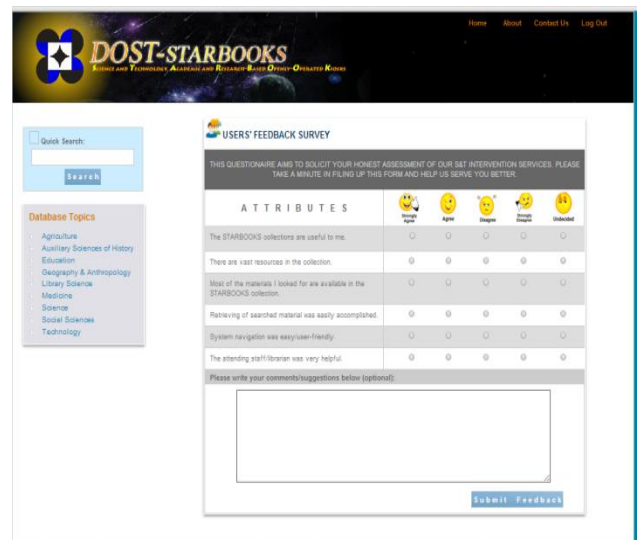 Home About Contact Us Log Out
DOST-STARBOOKS
SCIENCE AND TECHNOLOGY, ACADEMIC AND RESEARCH-BASED OPENLY-OPERATED KIOSKS
Quick Search:
Search
Database Topics
Agriculture
Auxiliary Sciences of History
Education
Geography & Anthropology
Library Science
Medicine
Science
Social Sciences
Technology
USERS' FEEDBACK SURVEY
THIS QUESTIONAIRE AIMS TO SOLICIT YOUR HONEST ASSESSMENT OF OUR S&T INTERVENTION SERVICES. PLEASE
TAKE A MINUTE IN FILING UP THIS FORM AND HELP US SERVE YOU BETTER.
ATTRIBUTES
Strongly Agree
Agree
Disagree
Strongly Disagree
Undecided
The STARBOOKS collections are useful to me.
There are vast resources in the collection.
Most of the materials I looked for are available in the
STARBOOKS collection.
Retrieving of searched material was easily accomplished.
System navigation was easy/user-friendly.
The attending staff/librarian was very helpful.
Please write your comments/suggestions below (optional):
Submit Feedback